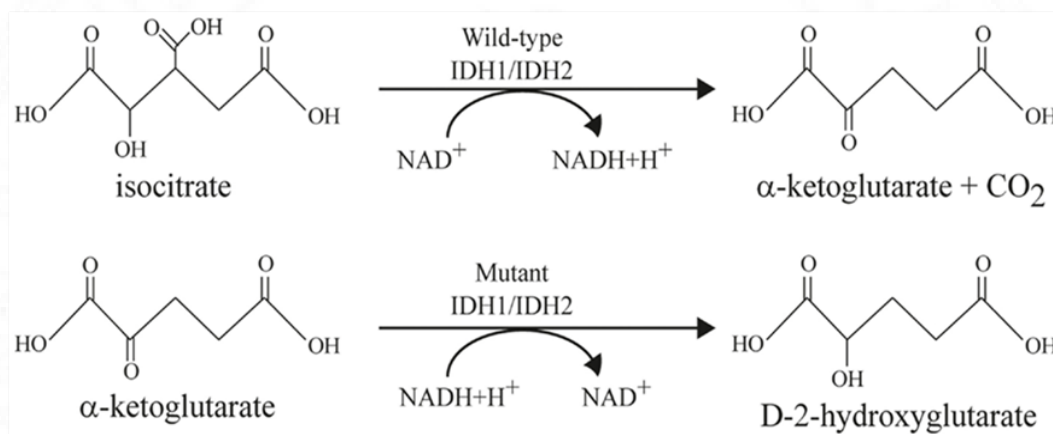 O
O
OH
O
HO
OH
OH
isocitrate
Wild-type
IDH1/IDH2
NAD+
NADH+H+
O
O
HO
O
OH
α-ketoglutarate + CO2
O
O
HO
O
OH
α-ketoglutarate
Mutant
IDH1/IDH2
NADH+H+
NAD+
O
O
HO
OH
OH
D-2-hydroxyglutarate